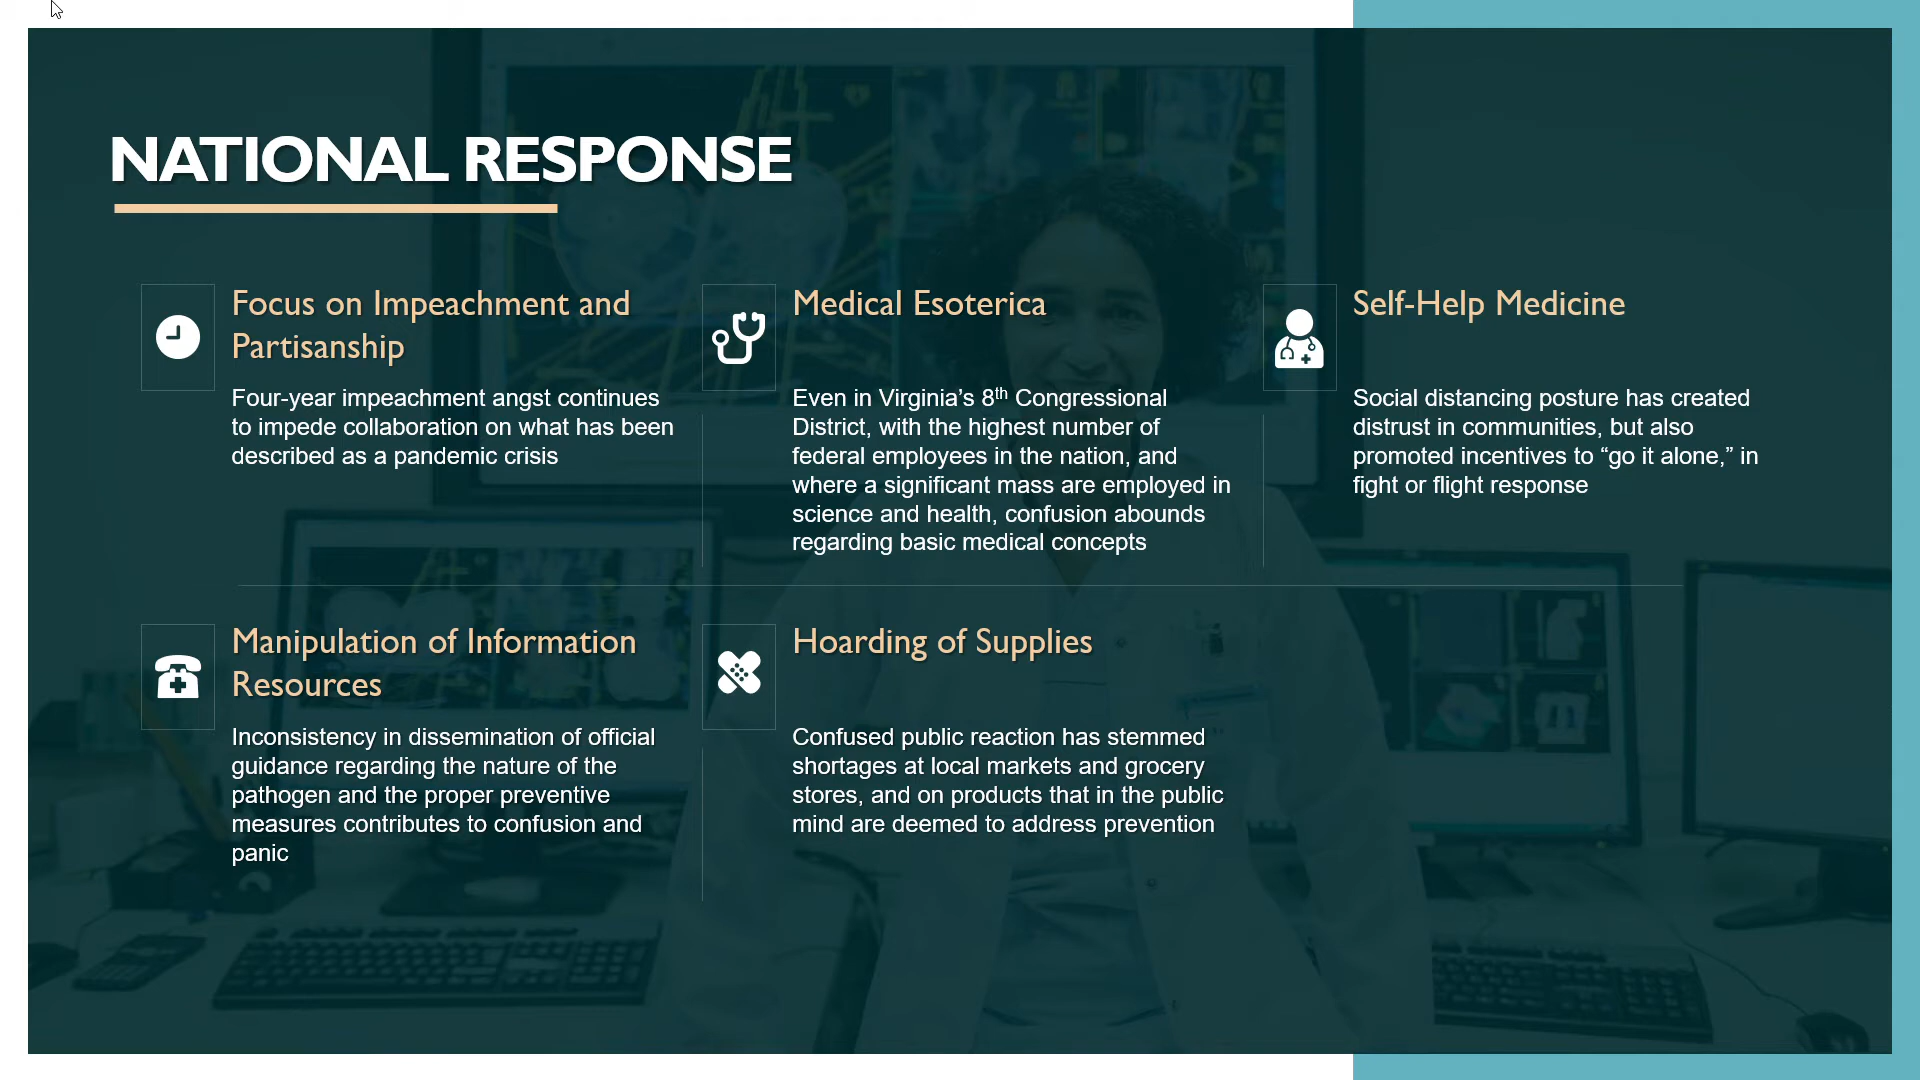 NATIONAL RESPONSE
Focus on Impeachment and
Partisanship
Four-year impeachment angst continues
to impede collaboration on what has been
described as a pandemic crisis
Medical Esoterica
Even in Virginia’s 8th Congressional
District, with the highest number of
federal employees in the nation, and
where a significant mass are employed in
science and health, confusion abounds
regarding basic medical concepts
Self-Help Medicine
Social distancing posture has created
distrust in communities, but also
promoted incentives to “go it alone,” in
fight or flight response
Manipulation of Information
Resources
Inconsistency in dissemination of official
guidance regarding the nature of the
pathogen and the proper preventive
measures contributes to confusion and
panic
Hoarding of Supplies
Confused public reaction has stemmed
shortages at local markets and grocery
stores, and on products that in the public
mind are deemed to address prevention